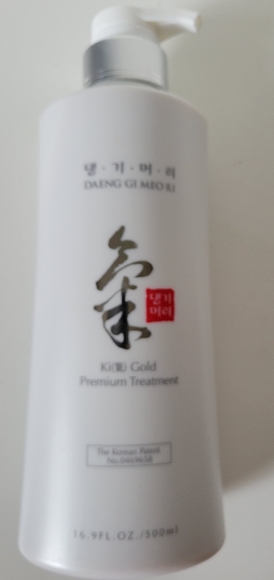 댕·기·머·리
DAENG GI MEO RI
氣
댕기
머리
Ki(氣) Gold
Premium Treatment
The Korean Patent
16.9FL.OZ./500ml